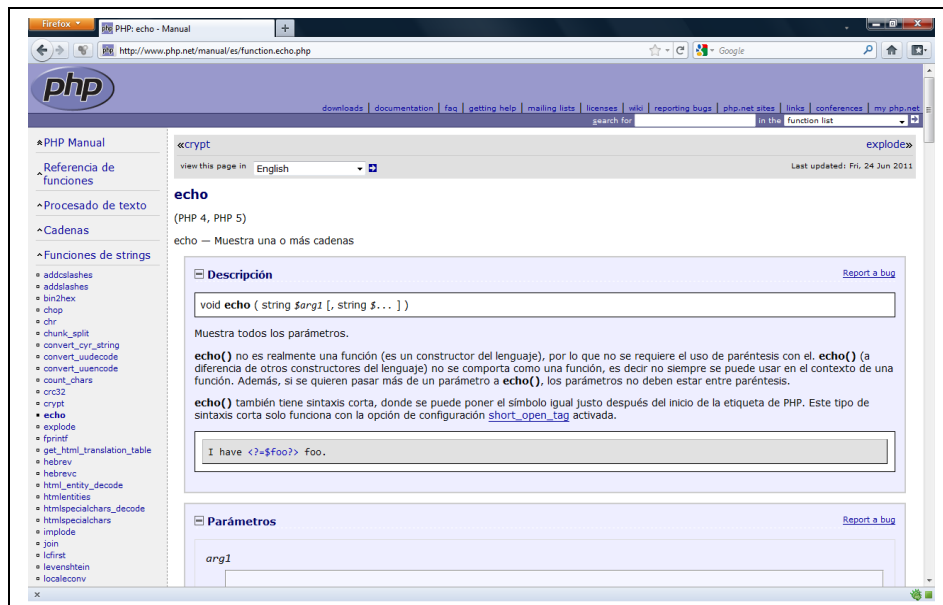 Firefox
php PHP: echo - Manual
http://www.php.net/manual/es/function.echo.php
Google
php
downloads | documentation | faq | getting help | mailing lists | licenses | wiki | reporting bugs | php.net sites | links | conferences | my php.net
search for in the function list
PHP Manual
Referencia de
funciones
Procesado de texto
Cadenas
Funciones de strings
addcslashes
addslashes
bin2hex
chop
chr
chunk_split
convert_cyr_string
convert_uudecode
convert_uuencode
count_chars
crc32
crypt
echo
explode
fprintf
get_html_translation_table
hebrev
hebrevc
html_entity_decode
htmlentities
htmlspecialchars_decode
htmlspecialchars
implode
join
lcfirst
levenshtein
localeconv
«crypt explode»
view this page in English Last updated: Fri, 24 Jun 2011
echo
(PHP 4, PHP 5)
echo — Muestra una o más cadenas
Descripción Report a bug
void echo ( string $arg1 [, string $... ] )
Muestra todos los parámetros.
echo() no es realmente una función (es un constructor del lenguaje), por lo que no se requiere el uso de paréntesis con el. echo() (a
diferencia de otros constructores del lenguaje) no se comporta como una función, es decir no siempre se puede usar en el contexto de una
función. Además, si se quieren pasar más de un parámetro a echo(), los parámetros no deben estar entre paréntesis.
echo() también tiene sintaxis corta, donde se puede poner el símbolo igual justo después del inicio de la etiqueta de PHP. Este tipo de
sintaxis corta solo funciona con la opción de configuración short_open_tag activada.
I have <?=$foo?> foo.
Parámetros Report a bug
arg1